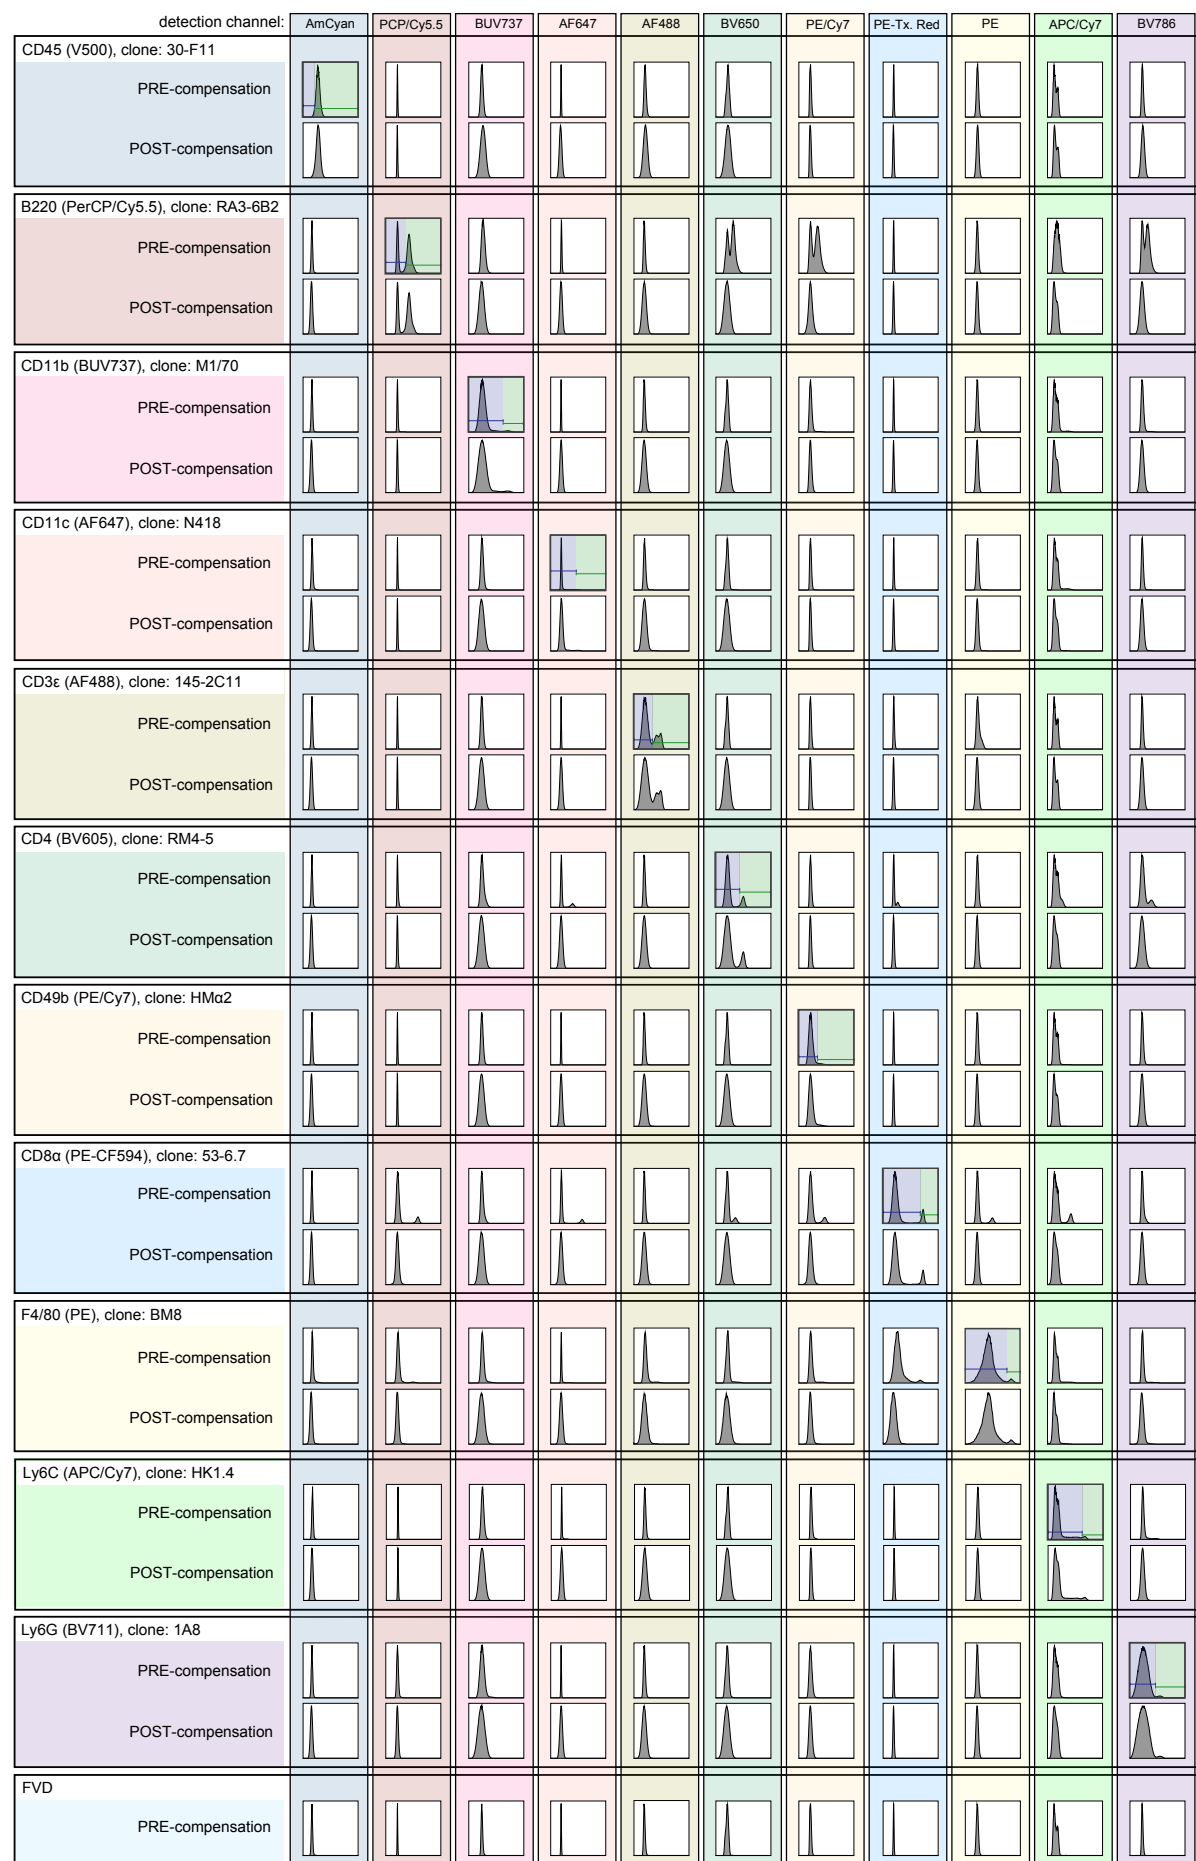 detection channel: AmCyan PCP/Cy5.5 BUV737 AF647 AF488 BV650 PE/Cy7 PE-Tx. Red PE APC/Cy7 BV786
CD45 (V500), clone: 30-F11
PRE-compensation
POST-compensation
B220 (PerCP/Cy5.5), clone: RA3-6B2
PRE-compensation
POST-compensation
CD11b (BUV737), clone: M1/70
PRE-compensation
POST-compensation
CD11c (AF647), clone: N418
PRE-compensation
POST-compensation
CD3ε (AF488), clone: 145-2C11
PRE-compensation
POST-compensation
CD4 (BV605), clone: RM4-5
PRE-compensation
POST-compensation
CD49b (PE/Cy7), clone: HMα2
PRE-compensation
POST-compensation
CD8α (PE-CF594), clone: 53-6.7
PRE-compensation
POST-compensation
F4/80 (PE), clone: BM8
PRE-compensation
POST-compensation
Ly6C (APC/Cy7), clone: HK1.4
PRE-compensation
POST-compensation
Ly6G (BV711), clone: 1A8
PRE-compensation
POST-compensation
FVD
PRE-compensation